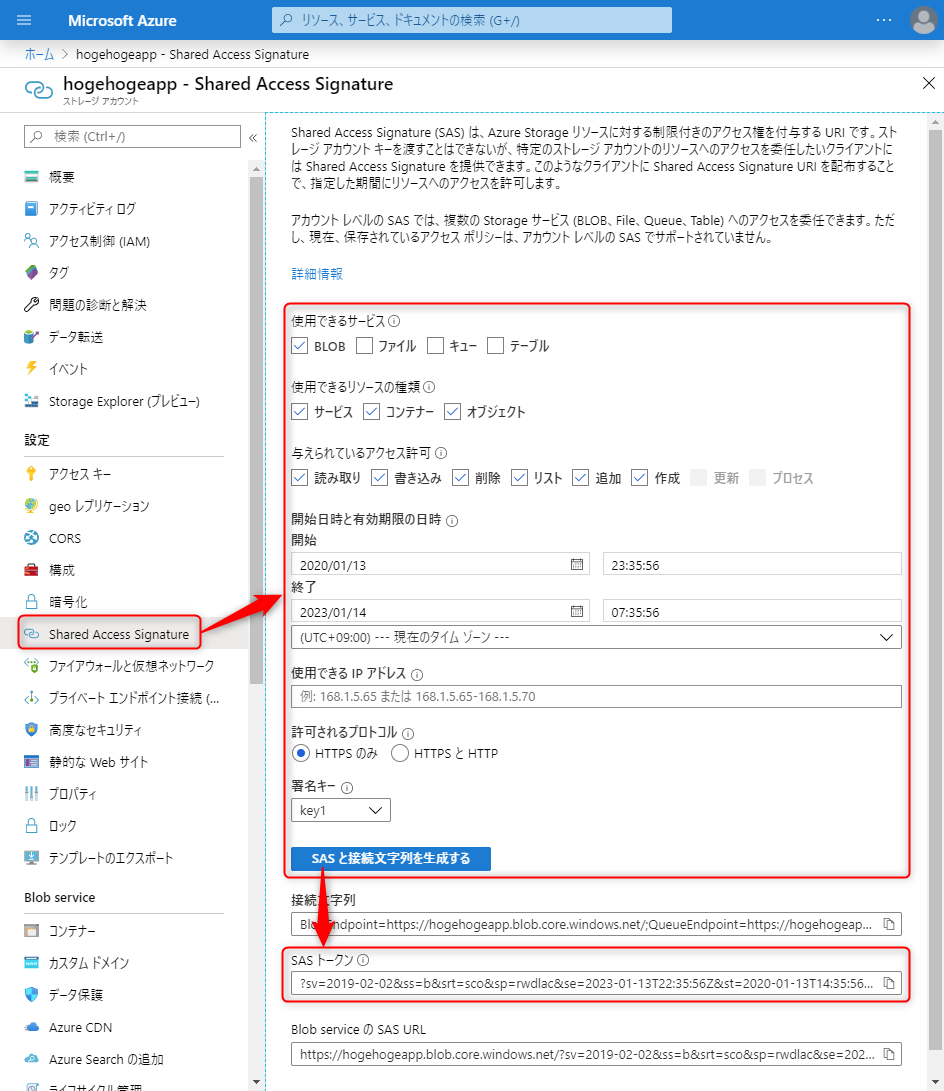 Microsoft Azure
リソース、サービス、ドキュメントの検索 (G+/)
ホーム > hogehogeapp - Shared Access Signature
hogehogeapp - Shared Access Signature
ストレージ アカウント
検索 (Ctrl+/)
概要
アクティビティ ログ
アクセス制御 (IAM)
タグ
問題の診断と解決
データ転送
イベント
Storage Explorer (プレビュー)
設定
アクセス キー
geo レプリケーション
CORS
構成
暗号化
Shared Access Signature
ファイアウォールと仮想ネットワーク
プライベート エンドポイント接続 (...
高度なセキュリティ
静的な Web サイト
プロパティ
ロック
テンプレートのエクスポート
Blob service
コンテナー
カスタム ドメイン
データ保護
Azure CDN
Azure Search の追加
ライフサイクル管理
Shared Access Signature (SAS) は、Azure Storage リソースに対する制限付きのアクセス権を付与する URI です。スト
レージ アカウント キーを渡すことはできないが、特定のストレージ アカウントのリソースへのアクセスを委任したいクライアントに
は Shared Access Signature を提供できます。このようなクライアントに Shared Access Signature URI を配布すること
で、指定した期間にリソースへのアクセスを許可します。
アカウント レベルの SAS では、複数の Storage サービス (BLOB、File、Queue、Table) へのアクセスを委任できます。ただ
し、現在、保存されているアクセス ポリシーは、アカウント レベルの SAS でサポートされていません。
詳細情報
使用できるサービス
BLOB ファイル キュー テーブル
使用できるリソースの種類
サービス コンテナー オブジェクト
与えられているアクセス許可
読み取り 書き込み 削除 リスト 追加 作成 更新 プロセス
開始日時と有効期限の日時
開始
2020/01/13 23:35:56
終了
2023/01/14 07:35:56
(UTC+09:00) --- 現在のタイム ゾーン ---
使用できる IP アドレス
例: 168.1.5.65 または 168.1.5.65-168.1.5.70
許可されるプロトコル
HTTPS のみ HTTPS と HTTP
署名キー
key1
SAS と接続文字列を生成する
接続文字列
BlobEndpoint=https://hogehogeapp.blob.core.windows.net/;QueueEndpoint=https://hogehogeap...
SAS トークン
?sv=2019-02-02&ss=b&srt=sco&sp=rwdlac&se=2023-01-13T22:35:56Z&st=2020-01-13T14:35:56...
Blob service の SAS URL
https://hogehogeapp.blob.core.windows.net/?sv=2019-02-02&ss=b&srt=sco&sp=rwdlac&se=202...